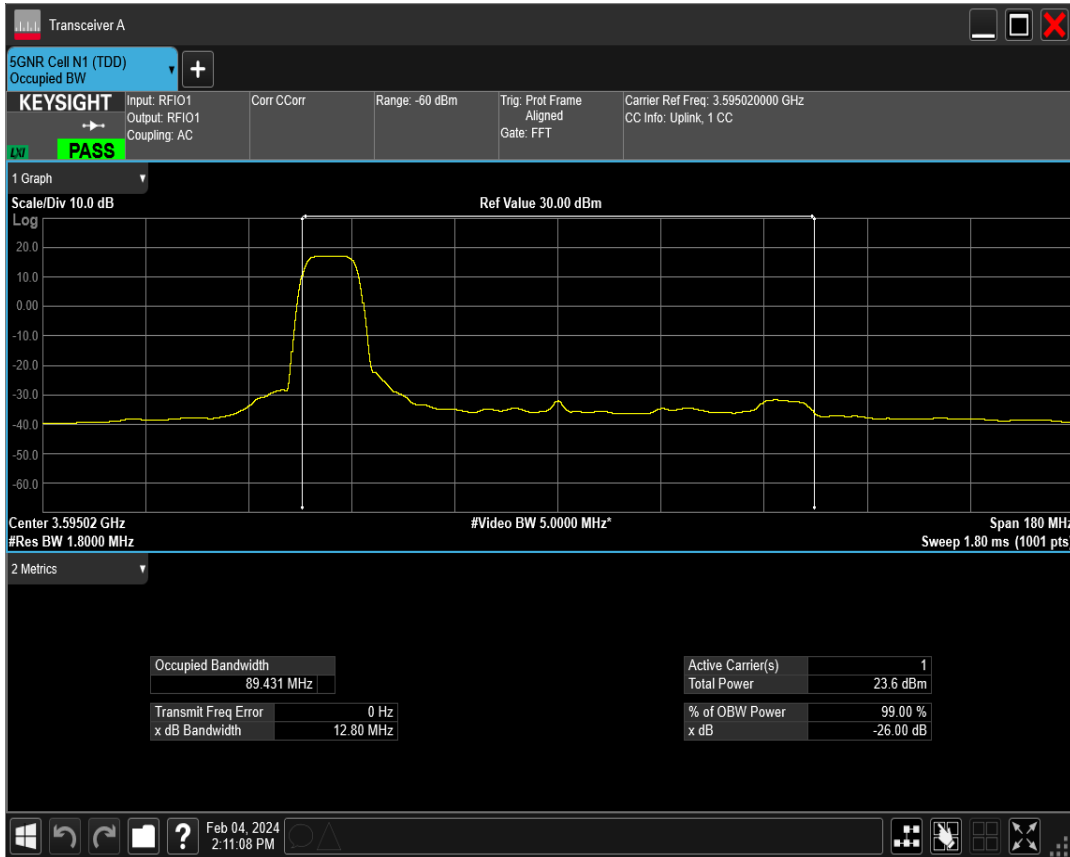 Transceiver A
5GNR Cell N1 (TDD)
Occupied BW
+
KEYSIGHT
LXI
PASS
Input: RFIO1
Output: RFIO1
Coupling: AC
Corr CCorr
Range: -60 dBm
Trig: Prot Frame
Aligned
Gate: FFT
Carrier Ref Freq: 3.595020000 GHz
CC Info: Uplink, 1 CC
1 Graph
Scale/Div 10.0 dB
Ref Value 30.00 dBm
Log
20.0
10.0
0.00
-10.0
-20.0
-30.0
-40.0
-50.0
-60.0
Center 3.59502 GHz
#Video BW 5.0000 MHz*
Span 180 MHz
#Res BW 1.8000 MHz
Sweep 1.80 ms (1001 pts)
2 Metrics
Occupied Bandwidth
89.431 MHz
Transmit Freq Error 0 Hz
x dB Bandwidth 12.80 MHz
Active Carrier(s) 1
Total Power 23.6 dBm
% of OBW Power 99.00 %
x dB -26.00 dB
?
Feb 04, 2024
2:11:08 PM